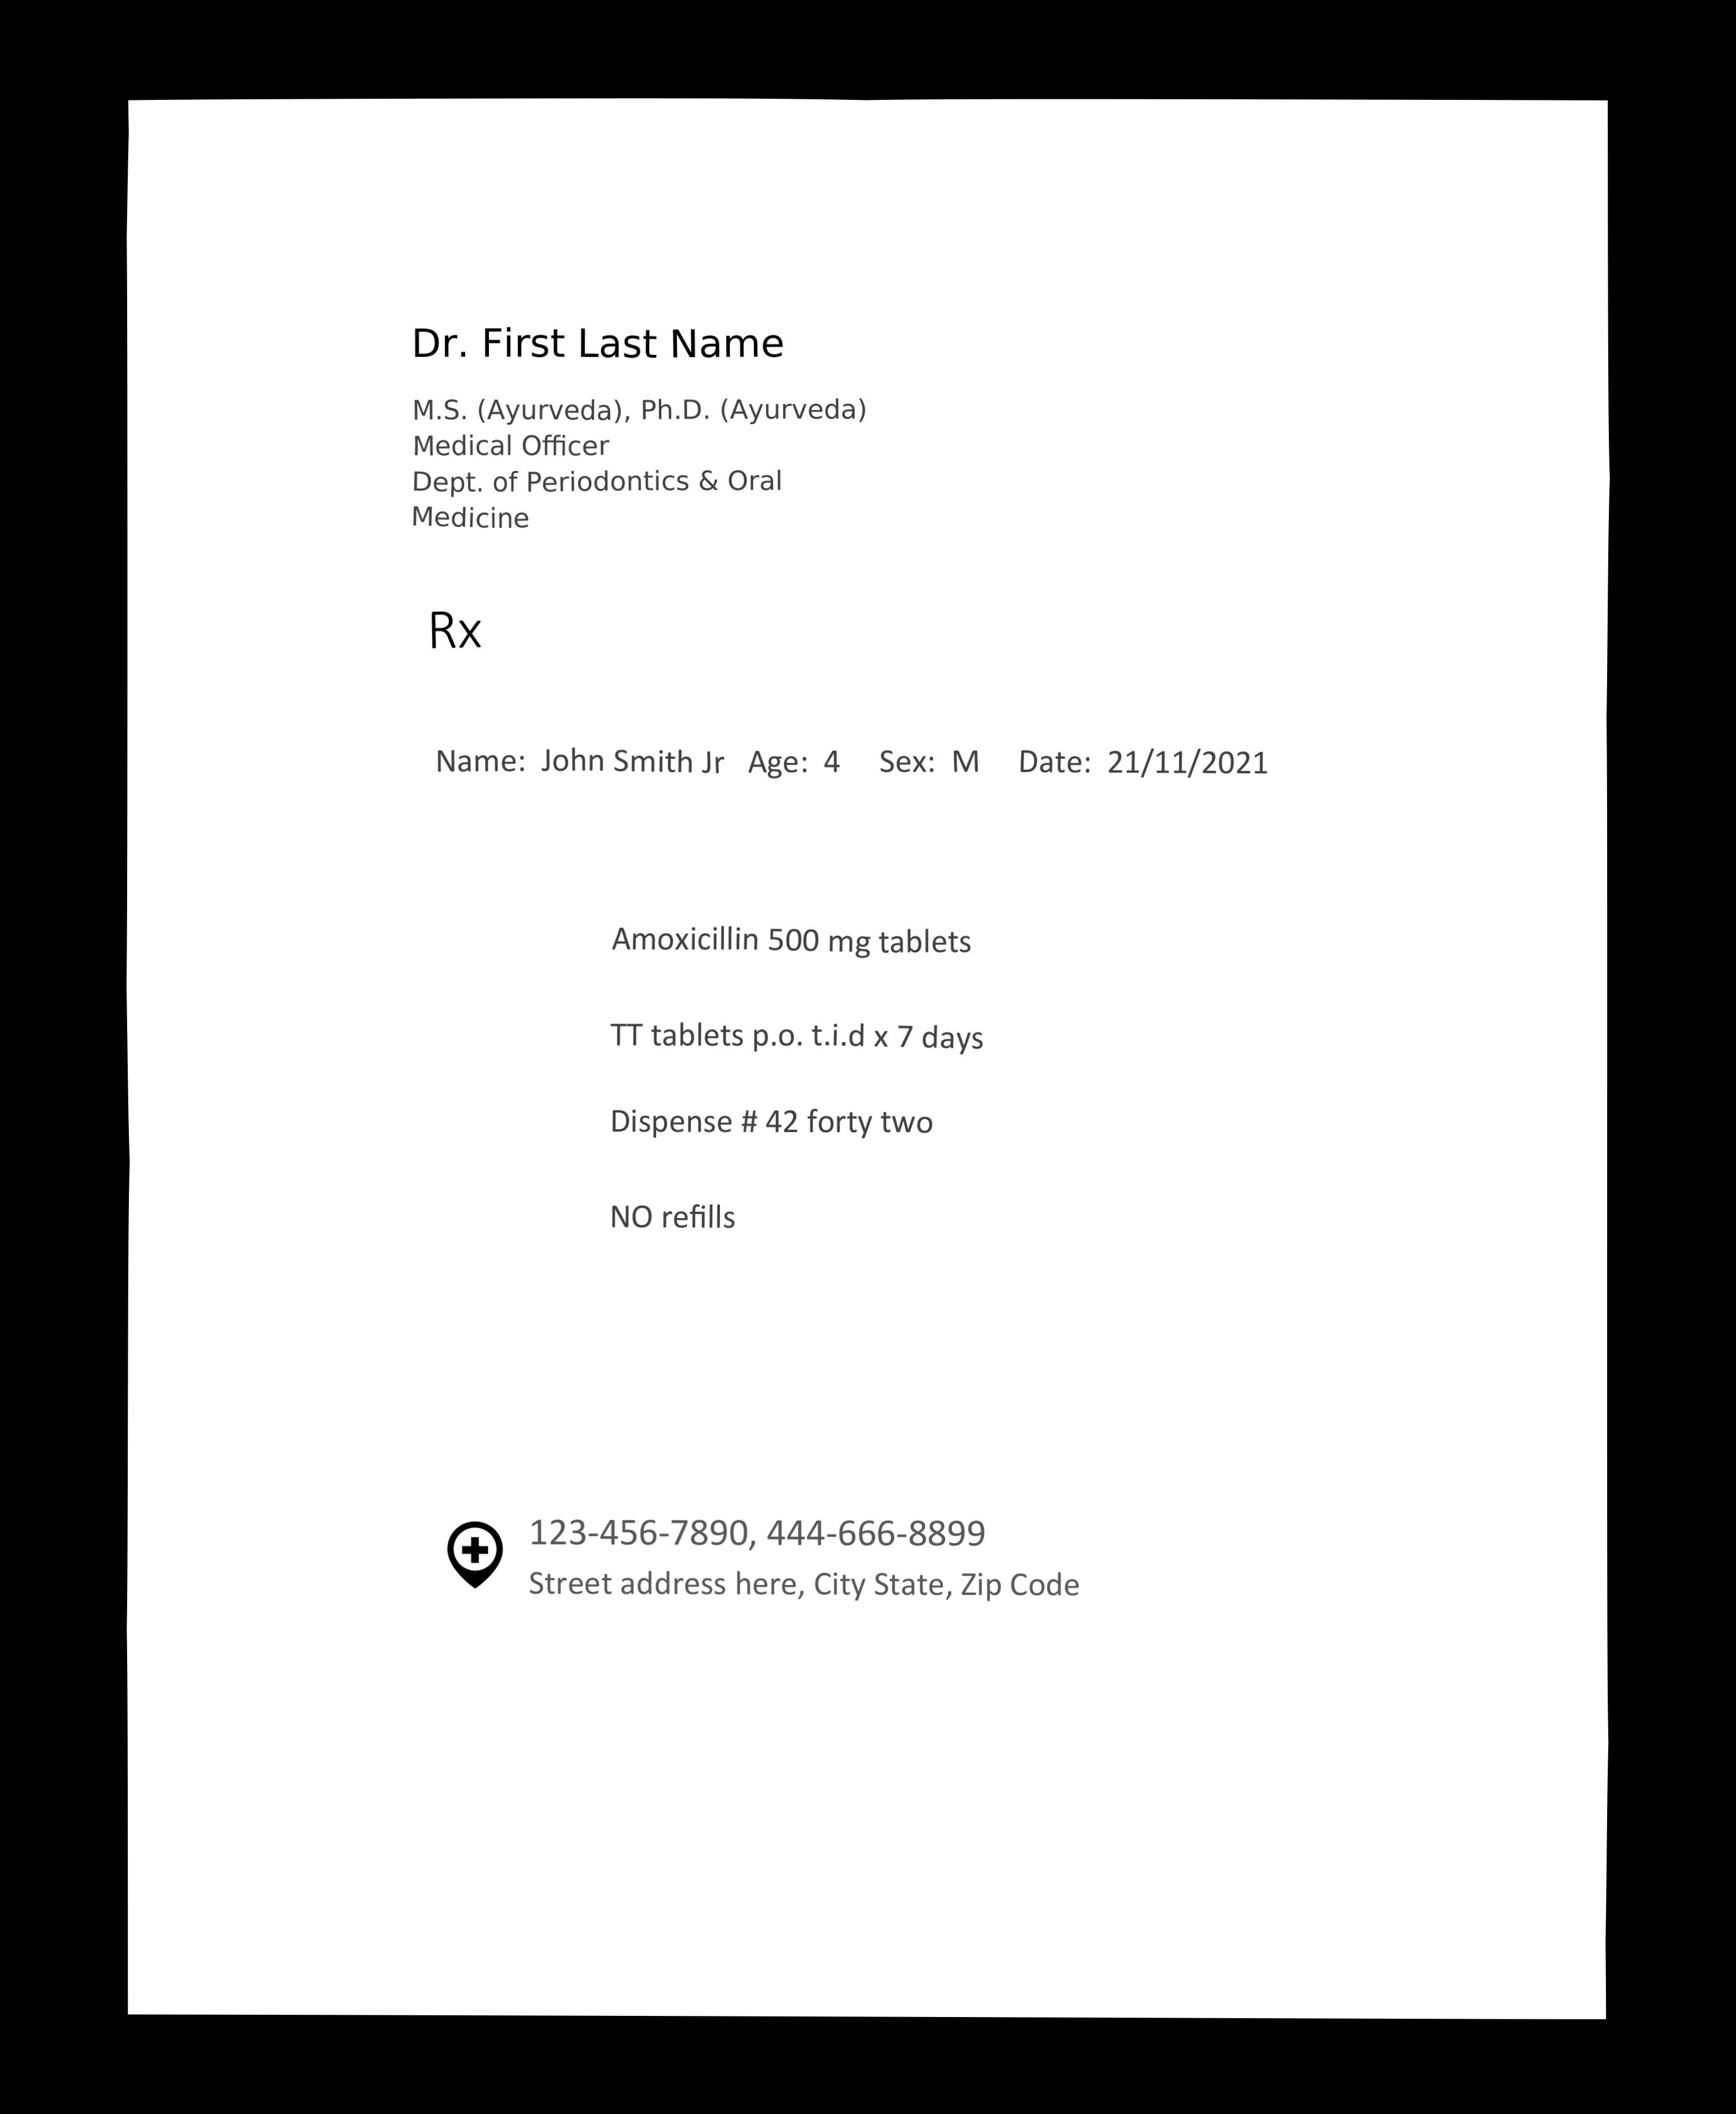 Dr. First Last Name
M.S. (Ayurveda), Ph.D. (Ayurveda)
Medical Officer
Dept. of Periodontics & Oral
Medicine
Rx
Name: John Smith Jr Age: 4 Sex: M Date: 21/11/2021
Amoxicillin 500 mg tablets
TT tablets p.o. t.i.d x 7 days
Dispense # 42 forty two
NO refills
123-456-7890, 444-666-8899
Street address here, City State, Zip Code